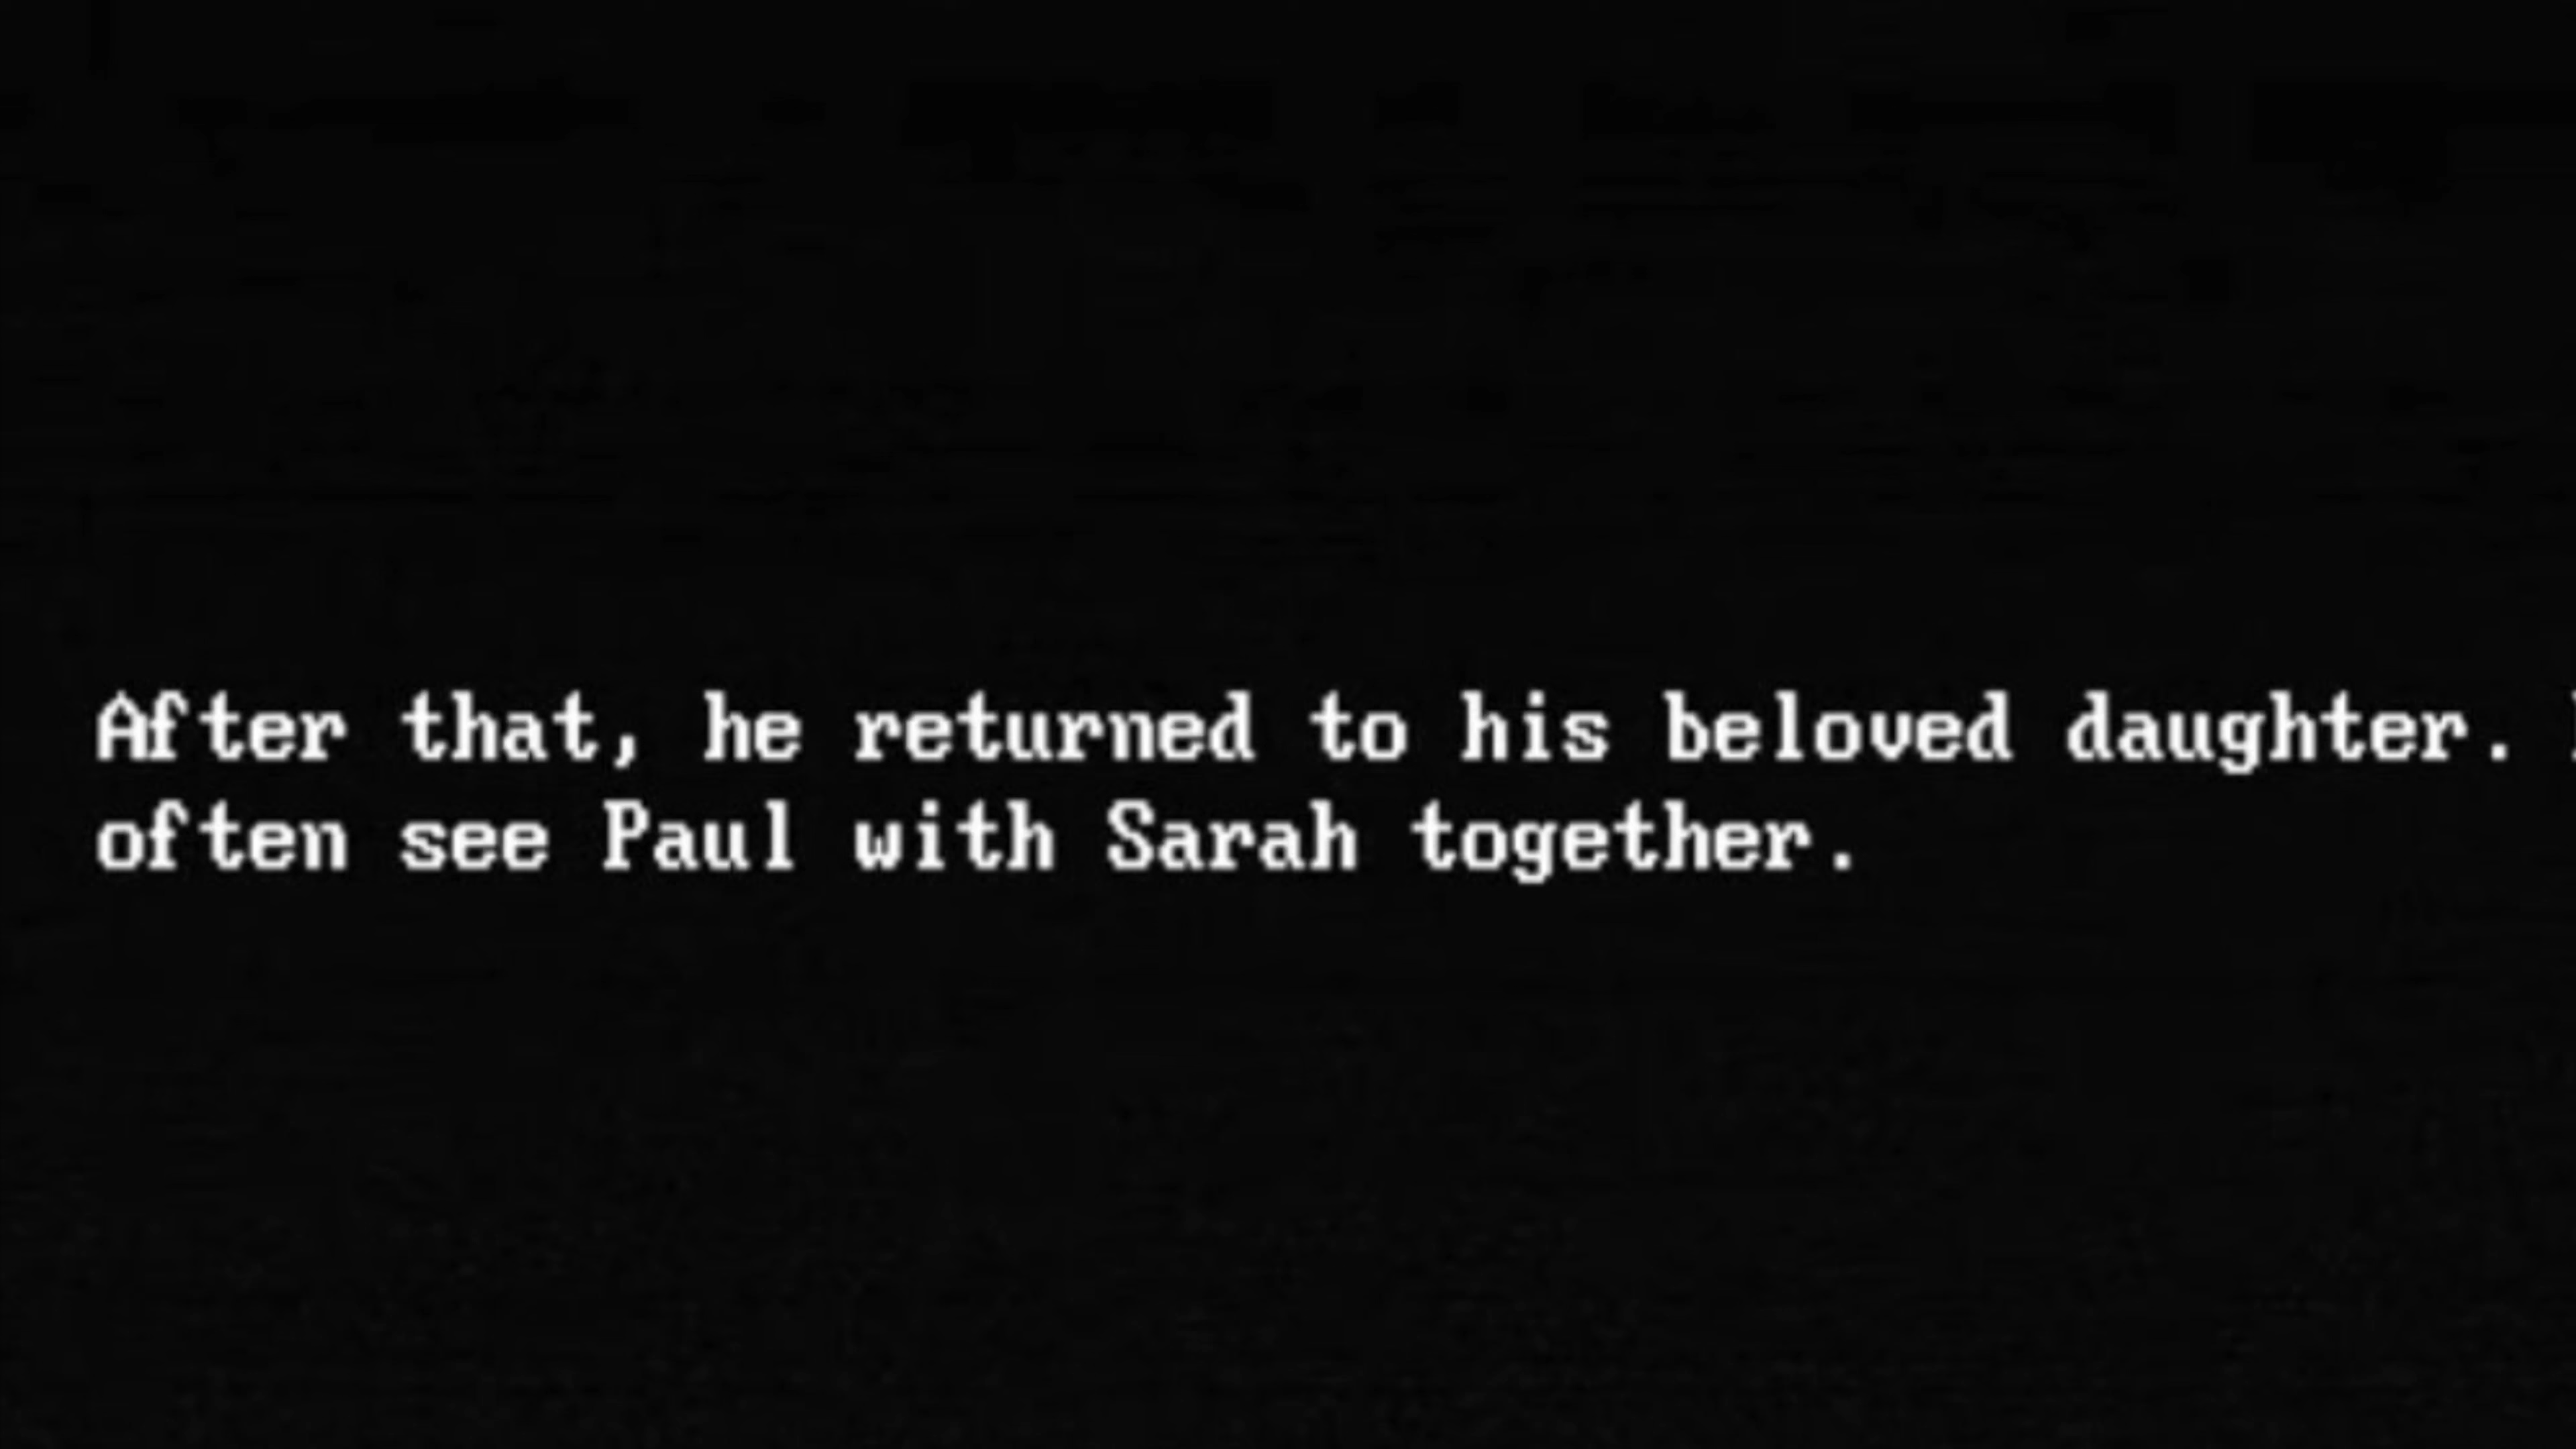 After that, he returned to his beloved daughter.
often see Paul with Sarah together.